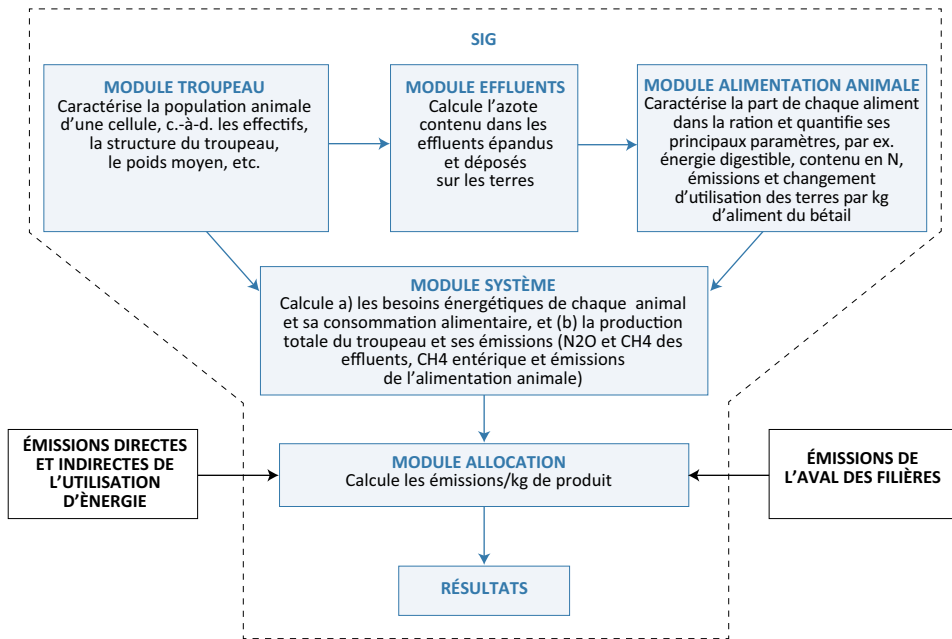 SIG
MODULE TROUPEAU
Caractérise la population animale
d'une cellule, c.-à-d. les effectifs,
la structure du troupeau,
le poids moyen, etc.
MODULE EFFLUENTS
Calcule l'azote
contenu dans les
effluents épandus
et déposés
sur les terres
MODULE ALIMENTATION ANIMALE
Caractérise la part de chaque aliment
dans la ration et quantifie ses
principaux paramètres, par ex.
énergie digestible, contenu en N,
émissions et changement
d'utilisation des terres par kg
d'aliment du bétail
MODULE SYSTÈME
Calcule a) les besoins énergétiques de chaque animal
et sa consommation alimentaire, et (b) la production
totale du troupeau et ses émissions (N2O et CH4 des
effluents, CH4 entérique et émissions
de l'alimentation animale)
ÉMISSIONS DIRECTES
ET INDIRECTES DE
L'UTILISATION
D'ÈNERGIE
MODULE ALLOCATION
Calcule les émissions/kg de produit
ÉMISSIONS DE
L'AVAL DES FILIÈRES
RÉSULTATS